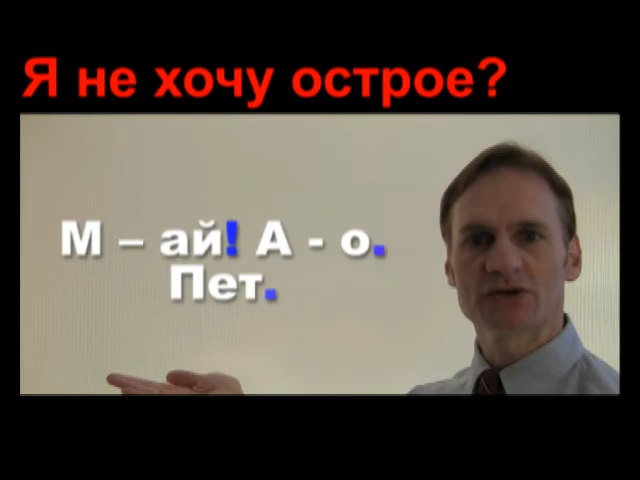 Я не хочу острое?
М – ай! А - о.
Пет.